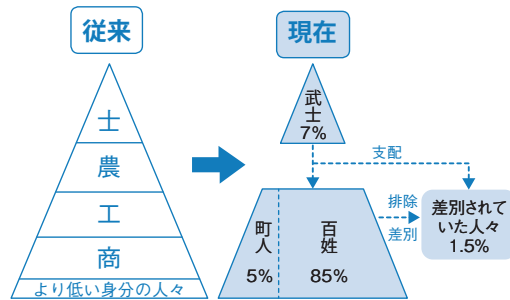 従来
士
農
工
商
より低い身分の人々
現在
武士
7%
支配
町人
5%
百姓
85%
排除
差別
差別されて
いた人々
1.5%